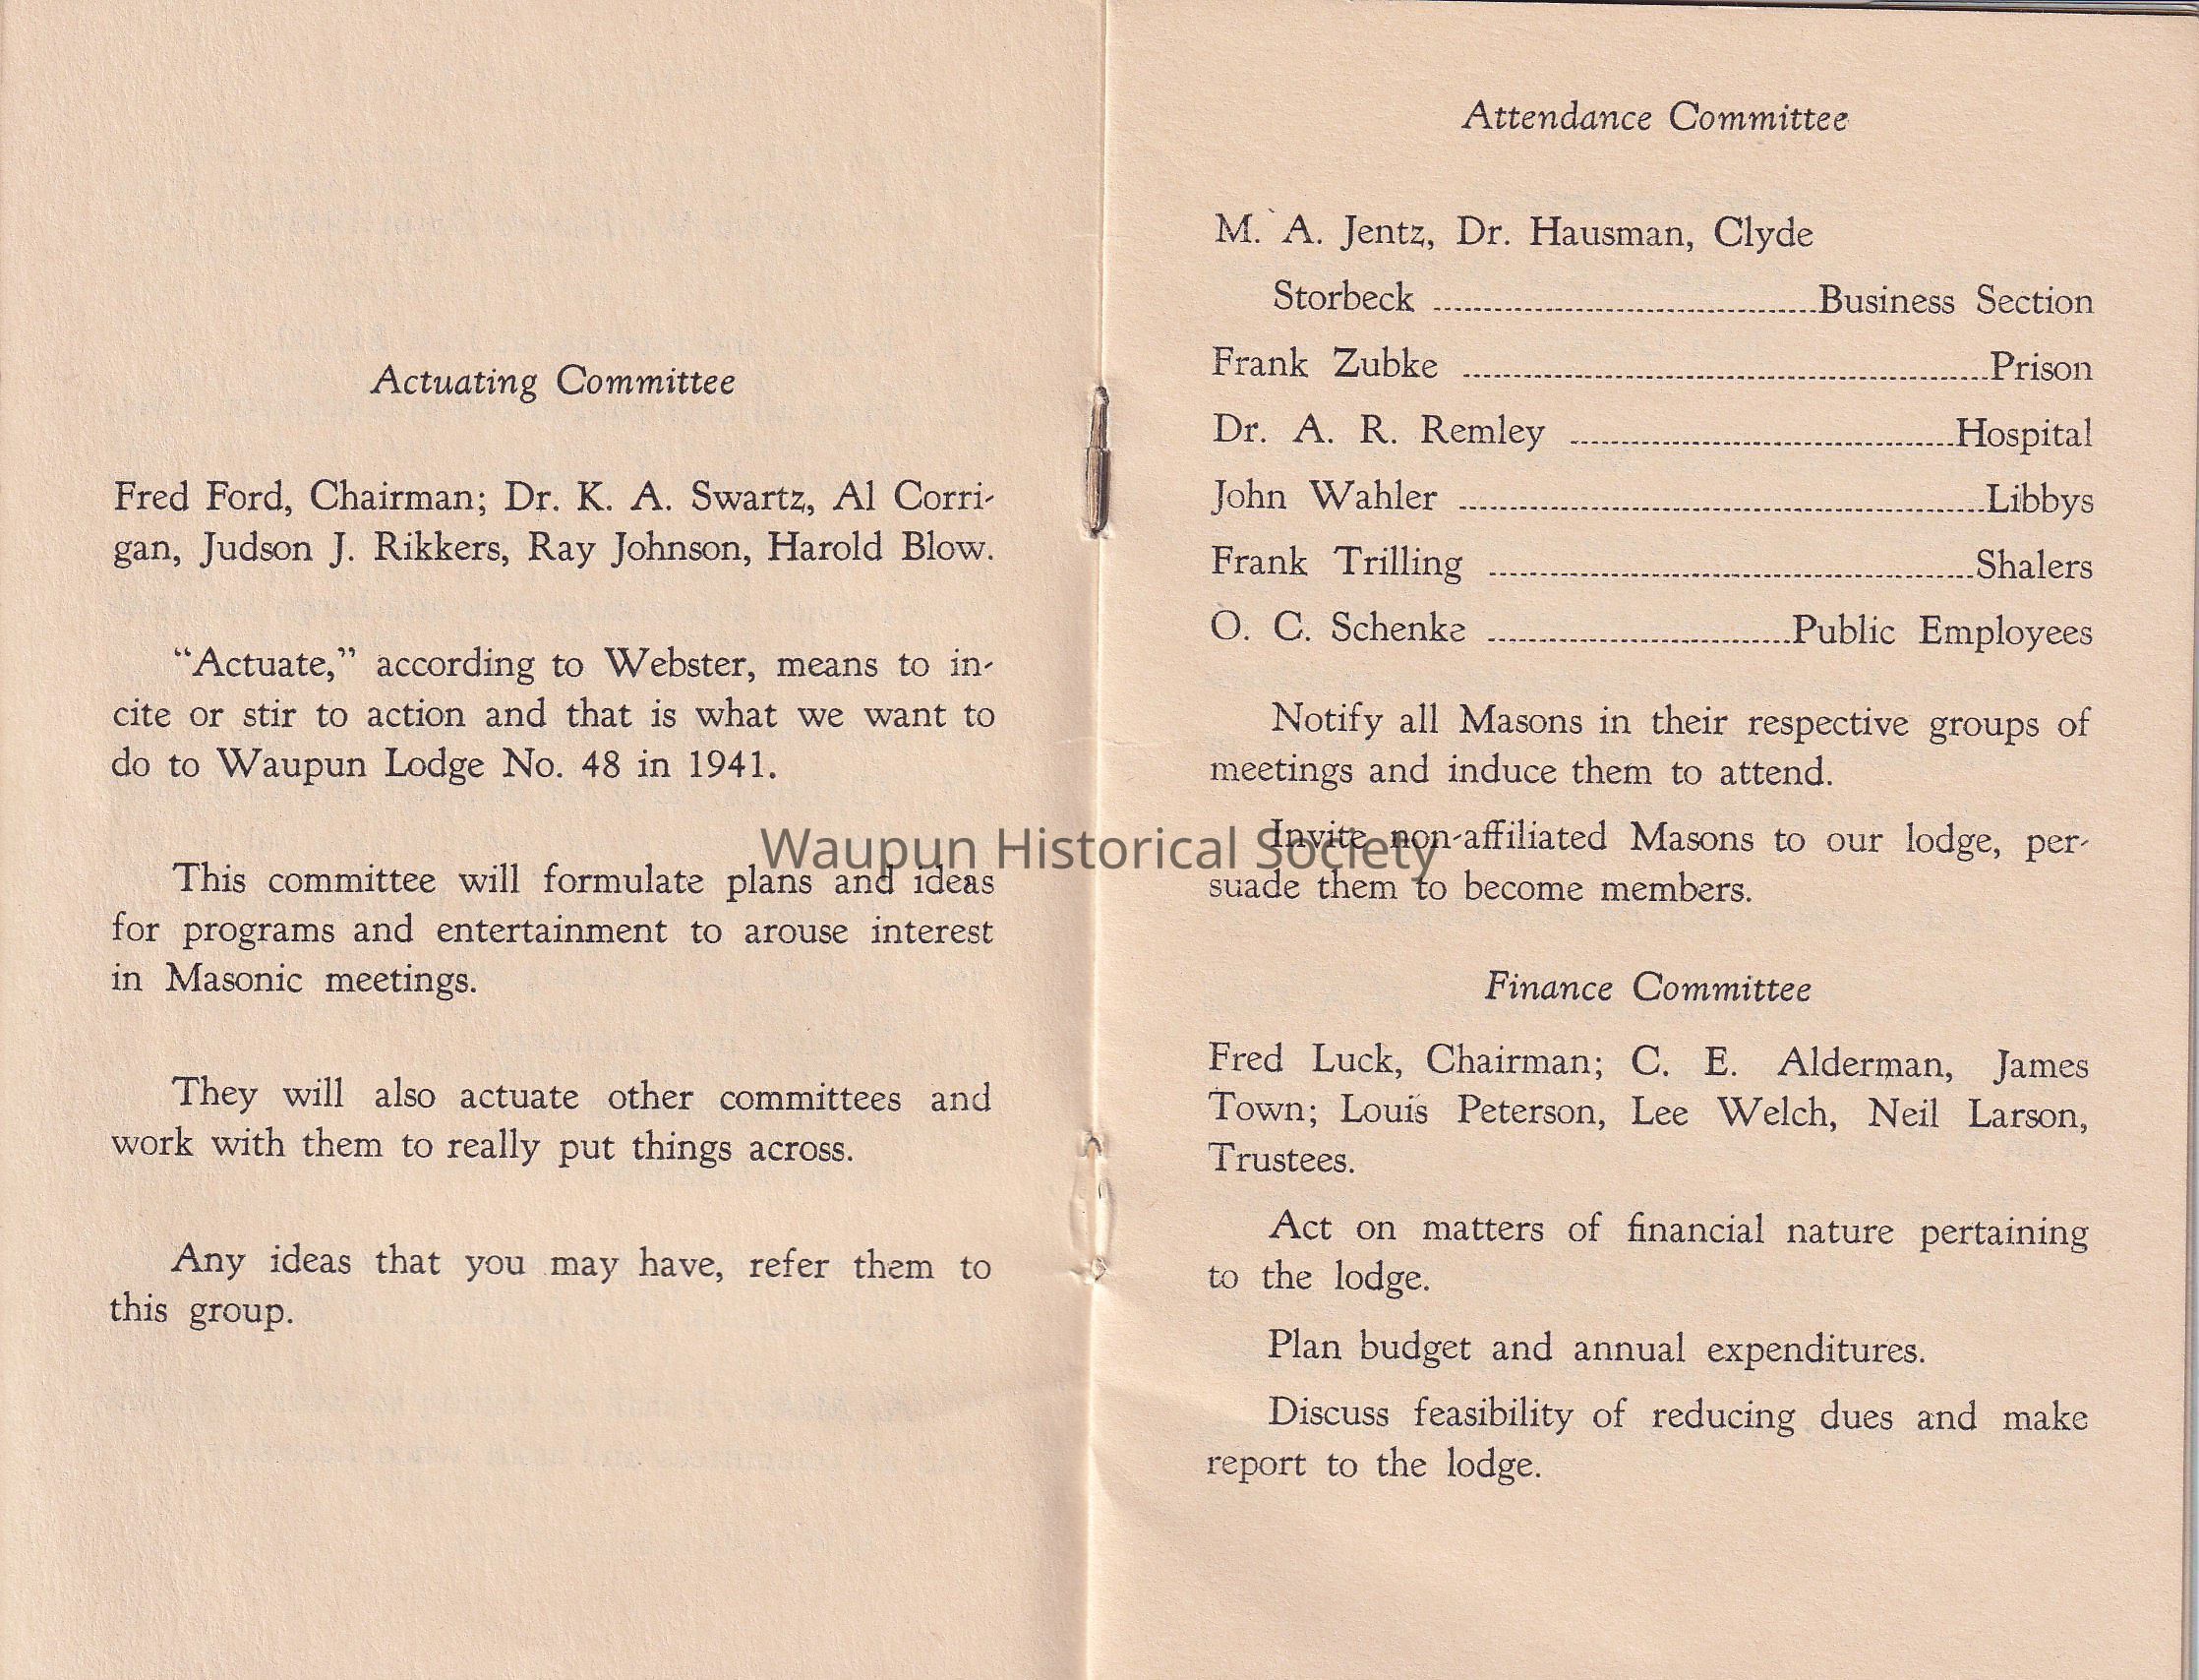 Actuating Committee
Fred Ford, Chairman; Dr. K. A. Swartz, Al Corri-
gan, Judson J. Rikkers, Ray Johnson, Harold Blow.
“Actuate,” according to Webster, means to in-
cite or stir to action and that is what we want to
do to Waupun Lodge No. 48 in 1941.
This committee will formulate plans and ideas
for programs and entertainment to arouse interest
in Masonic meetings.
They will also actuate other committees and
work with them to really put things across.
Any ideas that you may have, refer them to
this group.
Attendance Committee
M. A. Jentz, Dr. Hausman, Clyde
Storbeck ........................................Business Section
Frank Zubke ........................................Prison
Dr. A. R. Remley ........................................Hospital
John Wahler ........................................Libbys
Frank Trilling ........................................Shalers
O. C. Schenke ........................................Public Employees
Notify all Masons in their respective groups of
meetings and induce them to attend.
Invite non-affiliated Masons to our lodge, per-
suade them to become members.
Finance Committee
Fred Luck, Chairman; C. E. Alderman, James
Town; Louis Peterson, Lee Welch, Neil Larson,
Trustees.
Act on matters of financial nature pertaining
to the lodge.
Plan budget and annual expenditures.
Discuss feasibility of reducing dues and make
report to the lodge.
Waupun Historical Society